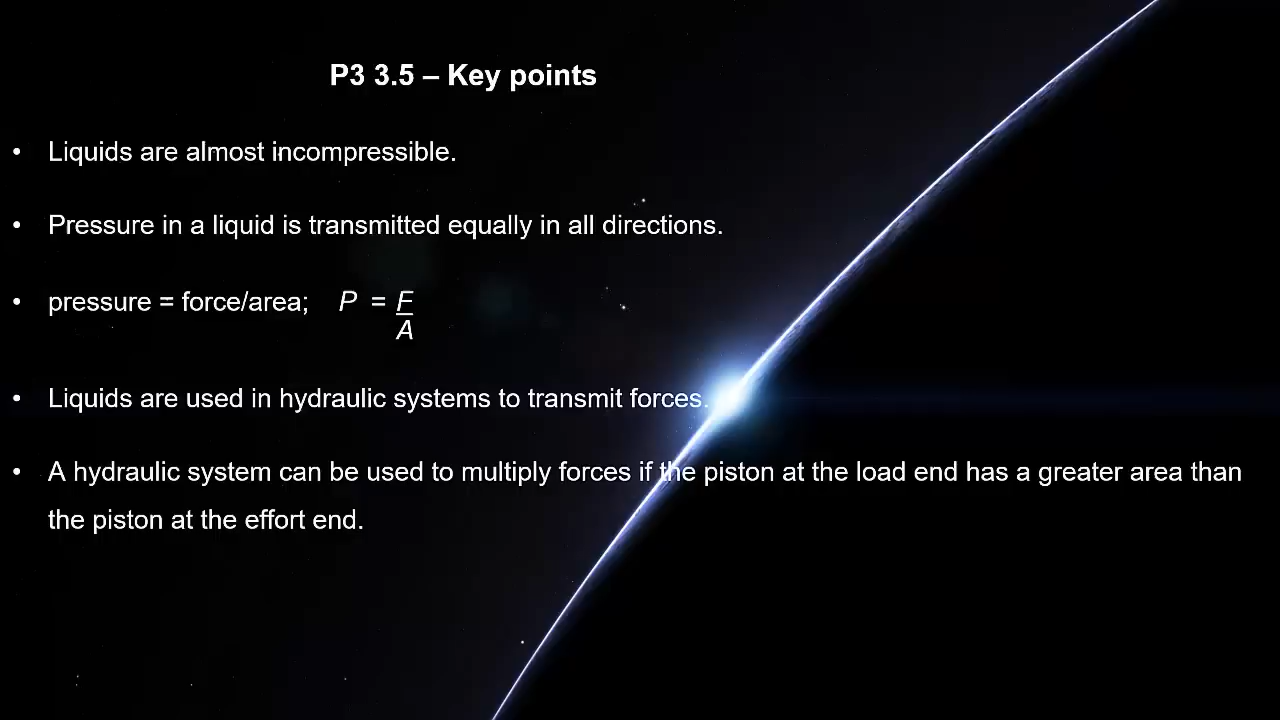 P3 3.5 – Key points
• Liquids are almost incompressible.
• Pressure in a liquid is transmitted equally in all directions.
• pressure = force/area; P = F
A
• Liquids are used in hydraulic systems to transmit forces.
• A hydraulic system can be used to multiply forces if the piston at the load end has a greater area than
the piston at the effort end.